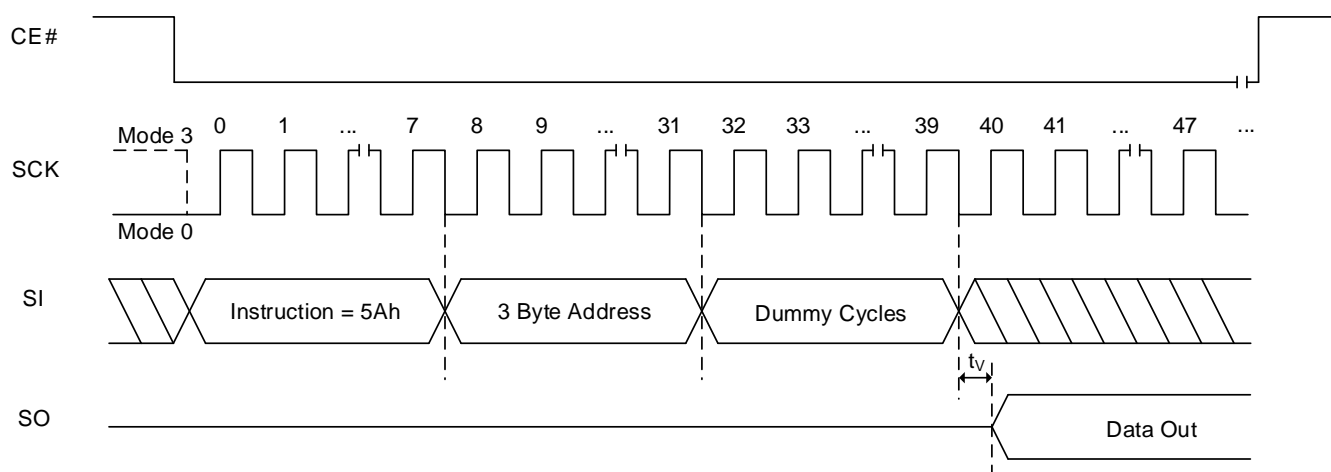 CE#
0 1 ... 7 8 9 ... 31 32 33 ... 39 40 41 ... 47 ...
Mode 3
SCK
Mode 0
SI
Instruction = 5Ah
3 Byte Address
Dummy Cycles
tV
SO
Data Out